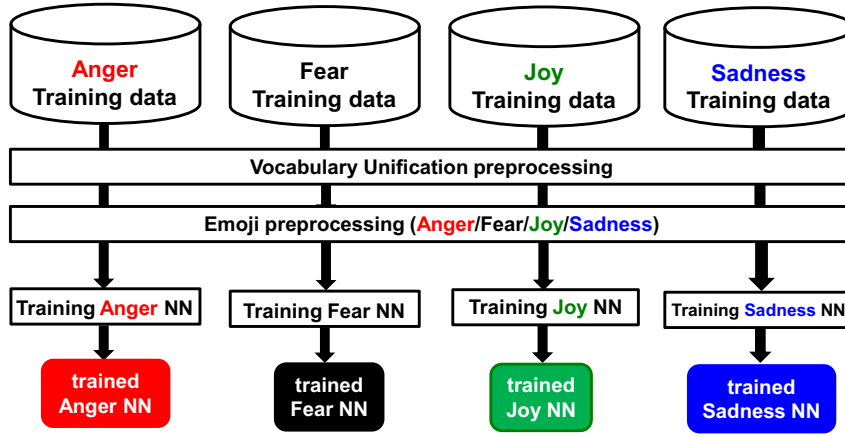 Anger
Training data
Fear
Training data
Joy
Training data
Sadness
Training data
Vocabulary Unification preprocessing
Emoji preprocessing (Anger/Fear/Joy/Sadness)
Training Anger NN
Training Fear NN
Training Joy NN
Training Sadness NN
trained
Anger NN
trained
Fear NN
trained
Joy NN
trained
Sadness NN